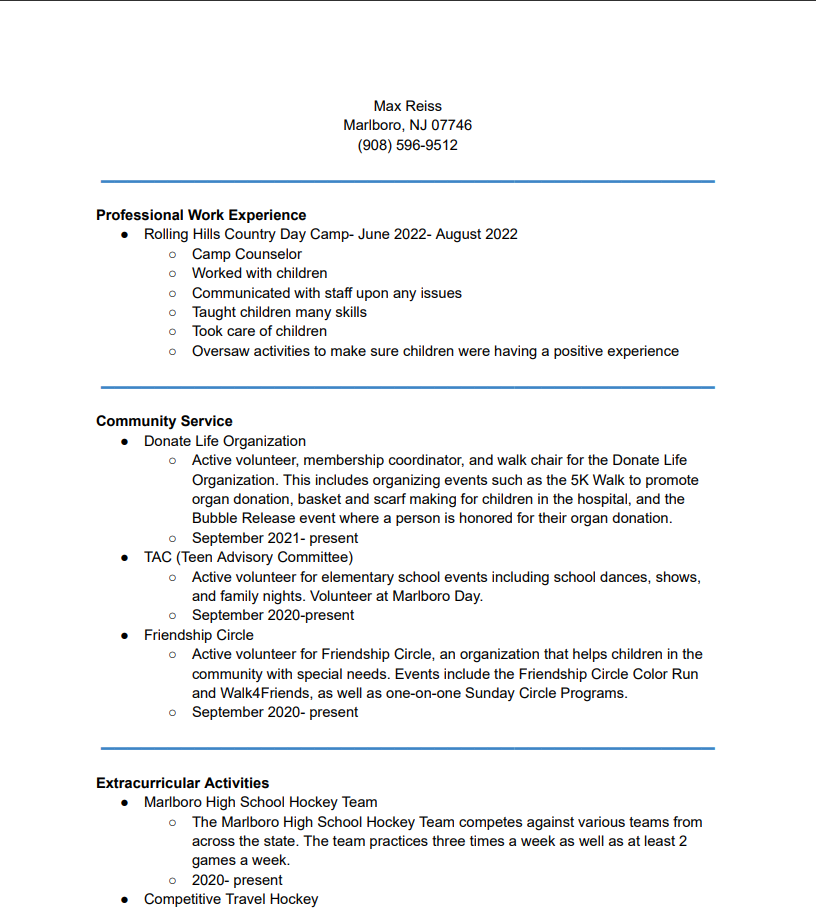 Max Reiss
Marlboro, NJ 07746
(908) 596-9512
Professional Work Experience
● Rolling Hills Country Day Camp- June 2022- August 2022
○ Camp Counselor
○ Worked with children
○ Communicated with staff upon any issues
○ Taught children many skills
○ Took care of children
○ Oversaw activities to make sure children were having a positive experience
Community Service
● Donate Life Organization
○ Active volunteer, membership coordinator, and walk chair for the Donate Life
Organization. This includes organizing events such as the 5K Walk to promote
organ donation, basket and scarf making for children in the hospital, and the
Bubble Release event where a person is honored for their organ donation.
○ September 2021- present
● TAC (Teen Advisory Committee)
○ Active volunteer for elementary school events including school dances, shows,
and family nights. Volunteer at Marlboro Day.
○ September 2020-present
● Friendship Circle
○ Active volunteer for Friendship Circle, an organization that helps children in the
community with special needs. Events include the Friendship Circle Color Run
and Walk4Friends, as well as one-on-one Sunday Circle Programs.
○ September 2020- present
Extracurricular Activities
● Marlboro High School Hockey Team
○ The Marlboro High School Hockey Team competes against various teams from
across the state. The team practices three times a week as well as at least 2
games a week.
○ 2020- present
● Competitive Travel Hockey